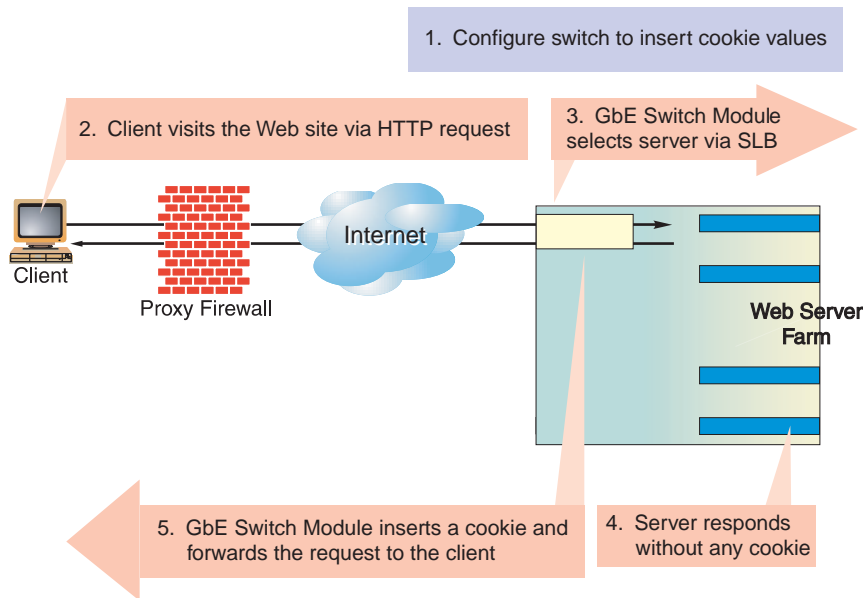 1. Configure switch to insert cookie values
2. Client visits the Web site via HTTP request
3. GbE Switch Module
selects server via SLB
Internet
Client
Proxy Firewall
Web Server
Farm
5. GbE Switch Module inserts a cookie and
forwards the request to the client
4. Server responds
without any cookie